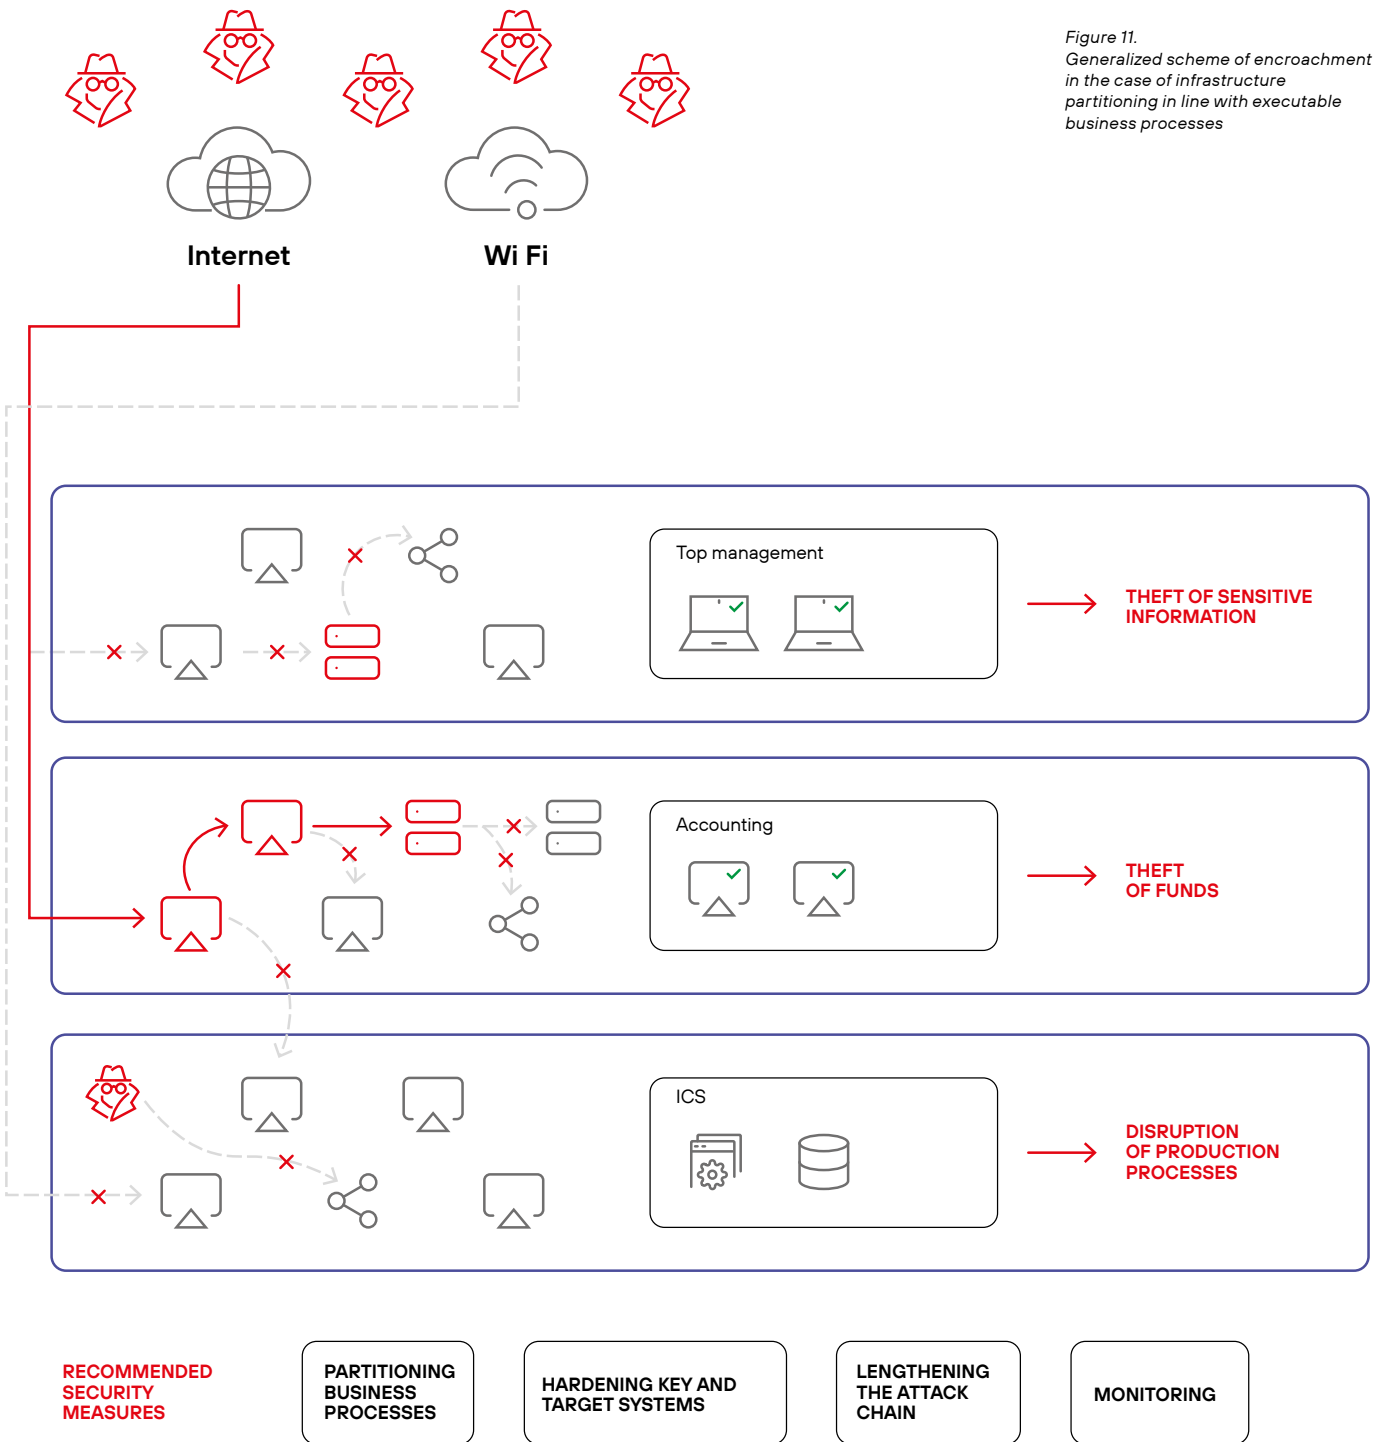 Figure 11.
Generalized scheme of encroachment
in the case of infrastructure
partitioning in line with executable
business processes
Internet
Wi Fi
Top management
THEFT OF SENSITIVE
INFORMATION
Accounting
THEFT
OF FUNDS
ICS
DISRUPTION
OF PRODUCTION
PROCESSES
RECOMMENDED
SECURITY
MEASURES
PARTITIONING
BUSINESS
PROCESSES
HARDENING KEY AND
TARGET SYSTEMS
LENGTHENING
THE ATTACK
CHAIN
MONITORING